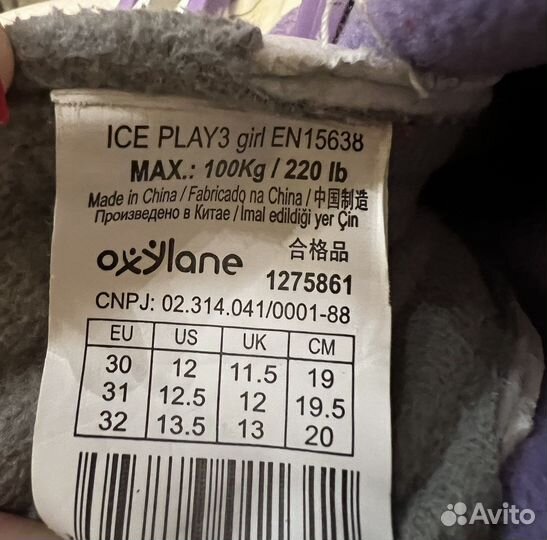 ICE PLAY3 girl EN15638
MAX.: 100Kg / 220 lb
Made in China / Fabricado na China / 中国制造
Произведено в Китае / İmal edildiği yer Çin
oxylane 合格品
1275861
CNPJ: 02.314.041/0001-88
EU US UK CM
30 12 11.5 19
31 12.5 12 19.5
32 13.5 13 20
Avito